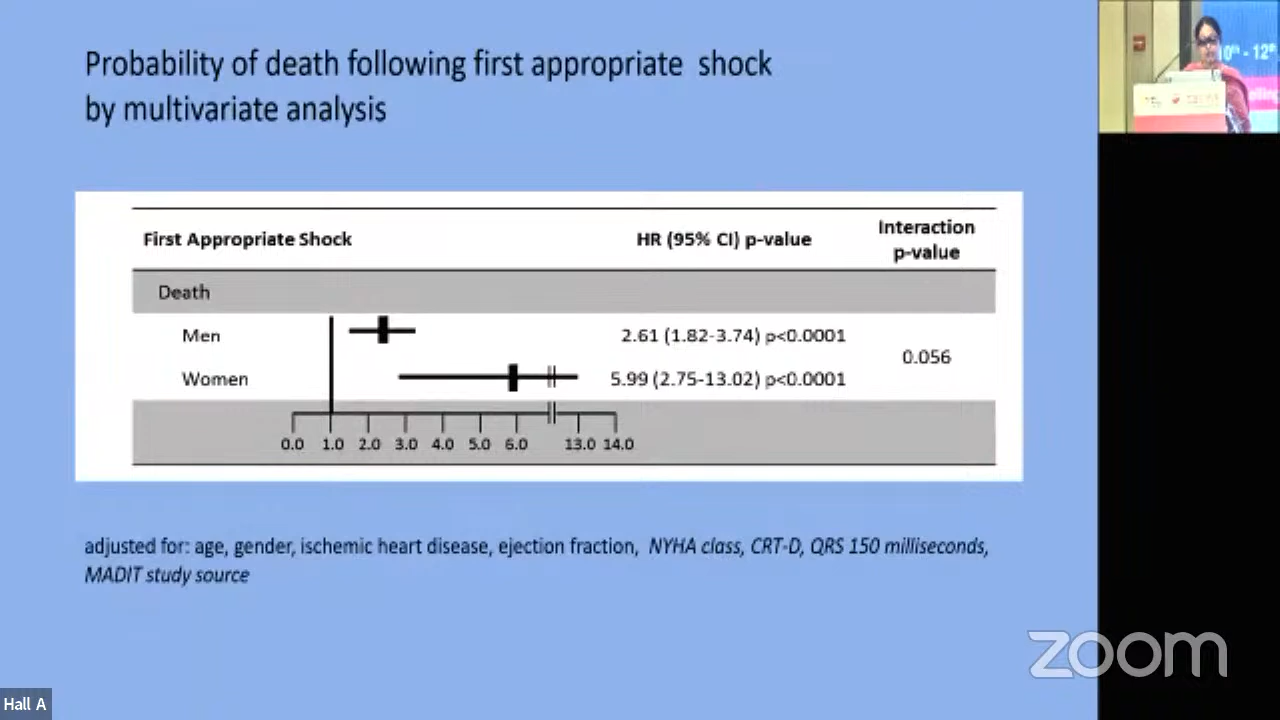 Probability of death following first appropriate shock
by multivariate analysis
First Appropriate Shock HR (95% CI) p-value Interaction p-value
Death
Men 2.61 (1.82-3.74) p<0.0001
0.056
Women 5.99 (2.75-13.02) p<0.0001
0.0 1.0 2.0 3.0 4.0 5.0 6.0 13.0 14.0
adjusted for: age, gender, ischemic heart disease, ejection fraction, NYHA class, CRT-D, QRS 150 milliseconds,
MADIT study source
10th - 12th
zoom
Hall A